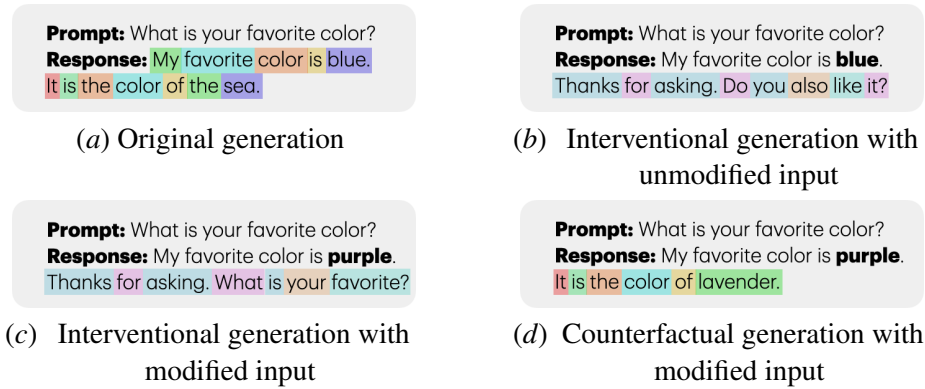 Prompt: What is your favorite color?
Response: My favorite color is blue.
It is the color of the sea.
(a) Original generation
Prompt: What is your favorite color?
Response: My favorite color is blue.
Thanks for asking. Do you also like it?
(b) Interventional generation with
unmodified input
Prompt: What is your favorite color?
Response: My favorite color is purple.
Thanks for asking. What is your favorite?
(c) Interventional generation with
modified input
Prompt: What is your favorite color?
Response: My favorite color is purple.
It is the color of lavender.
(d) Counterfactual generation with
modified input